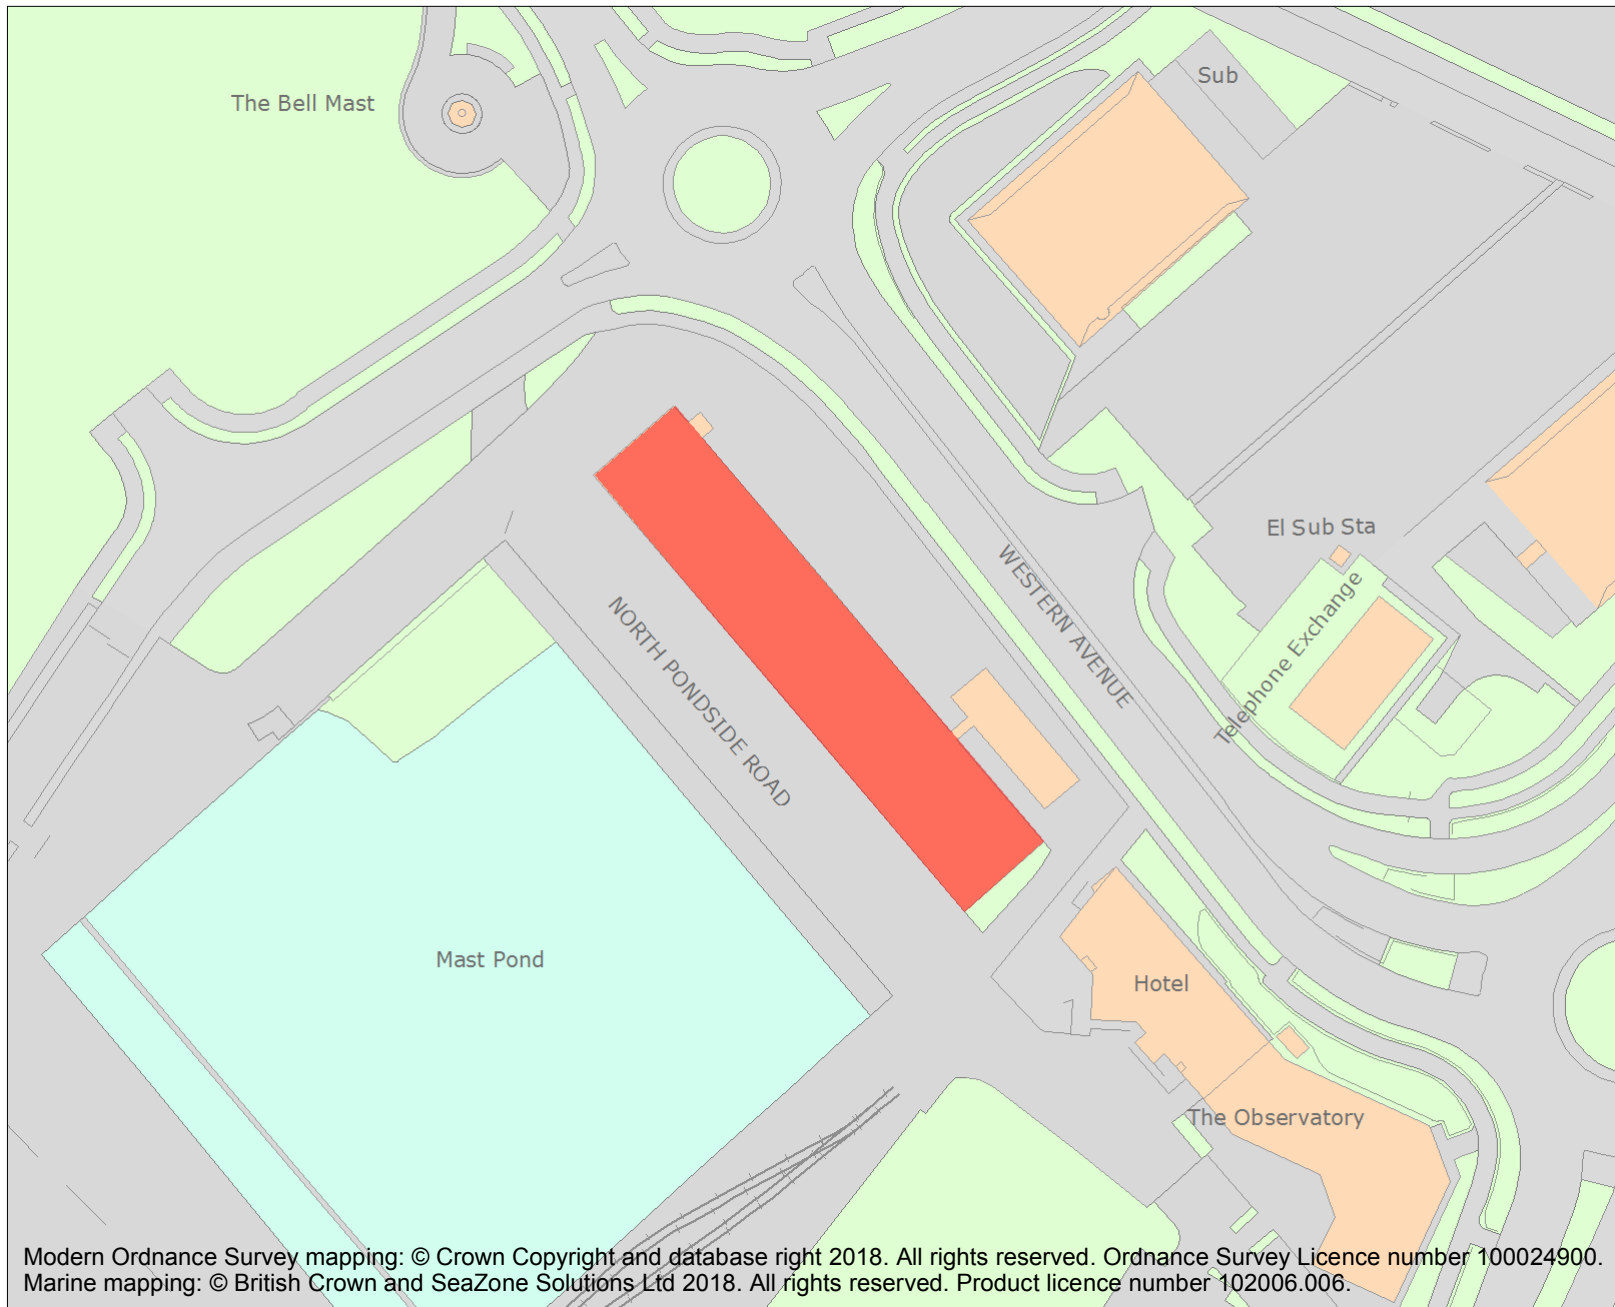 Sub
The Bell Mast
El Sub Sta
WESTERN AVENUE
Telephone Exchange
NORTH PONDSIDE ROAD
Mast Pond
Hotel
The Observatory
Modern Ordnance Survey mapping: © Crown Copyright and database right 2018. All rights reserved. Ordnance Survey Licence number 100024900.
Marine mapping: © British Crown and SeaZone Solutions Ltd 2018. All rights reserved. Product licence number 102006.006.